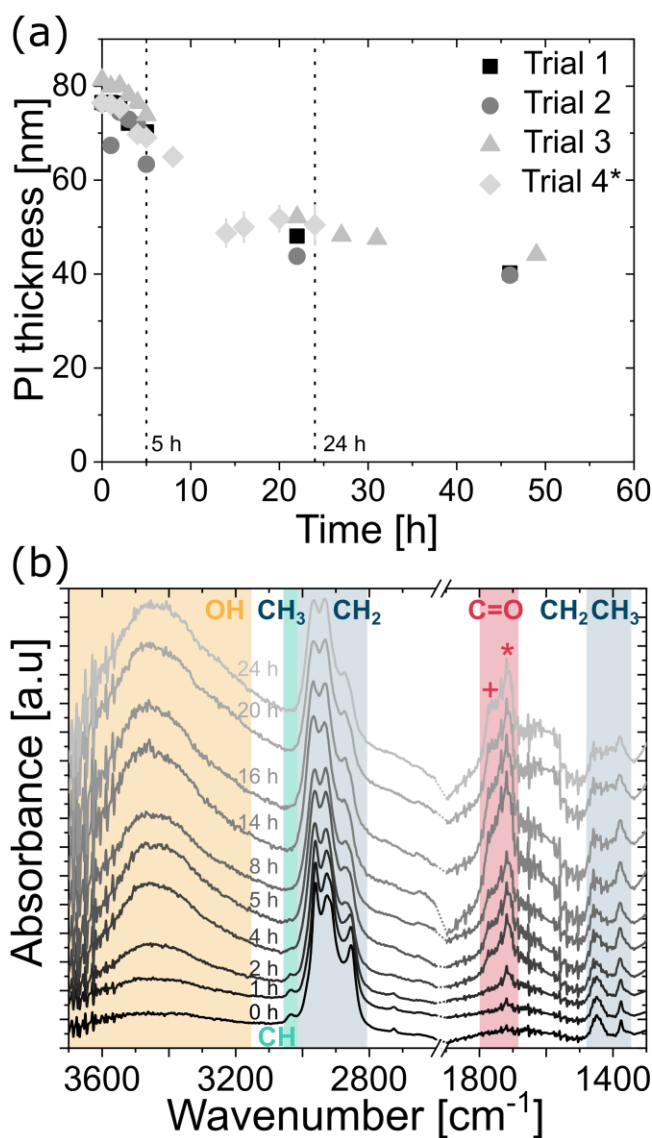 (a)
PI thickness [nm]
80
60
40
20
0
Trial 1
Trial 2
Trial 3
Trial 4*
5 h
24 h
0 10 20 30 40 50 60
Time [h]
(b)
Absorbance [a.u]
OH CH₃ CH₂ C=O CH₂ CH₃
+ *
24 h
20 h
16 h
14 h
8 h
5 h
4 h
2 h
1 h
0 h
CH
3600 3200 2800 1800 1400
Wavenumber [cm⁻¹]